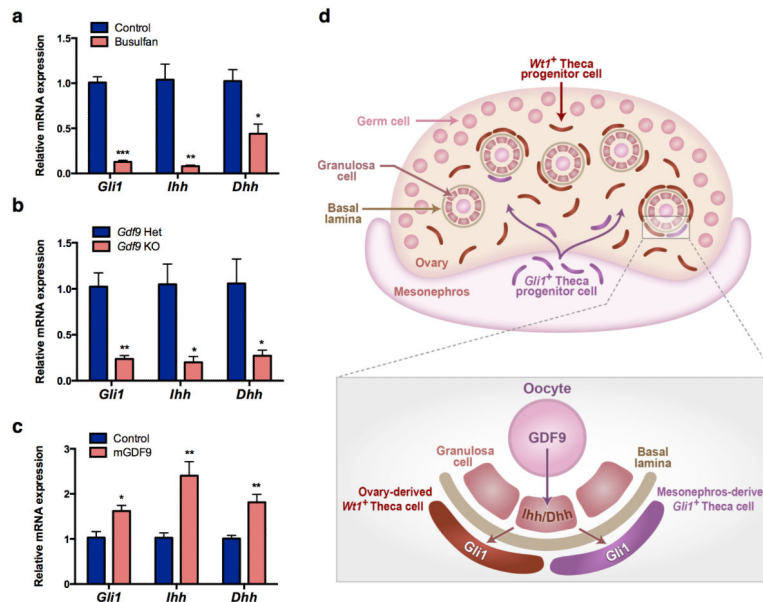 a
Control
Busulfan
Relative mRNA expression
1.5
1.0
0.5
0.0
***
**
*
Gli1
Ihh
Dhh
b
Gdf9 Het
Gdf9 KO
Relative mRNA expression
1.5
1.0
0.5
0.0
**
*
*
Gli1
Ihh
Dhh
c
Control
mGDF9
Relative mRNA expression
3
2
1
0
*
**
**
Gli1
Ihh
Dhh
d
Wt1+ Theca
progenitor cell
Germ cell
Granulosa
cell
Basal
lamina
Ovary
Mesonephros
Gli1+ Theca
progenitor cell
Oocyte
GDF9
Granulosa
cell
Basal
lamina
Ovary-derived
Wt1+ Theca cell
Ihh/Dhh
Mesonephros-derived
Gli1+ Theca cell
Gli1
Gli1